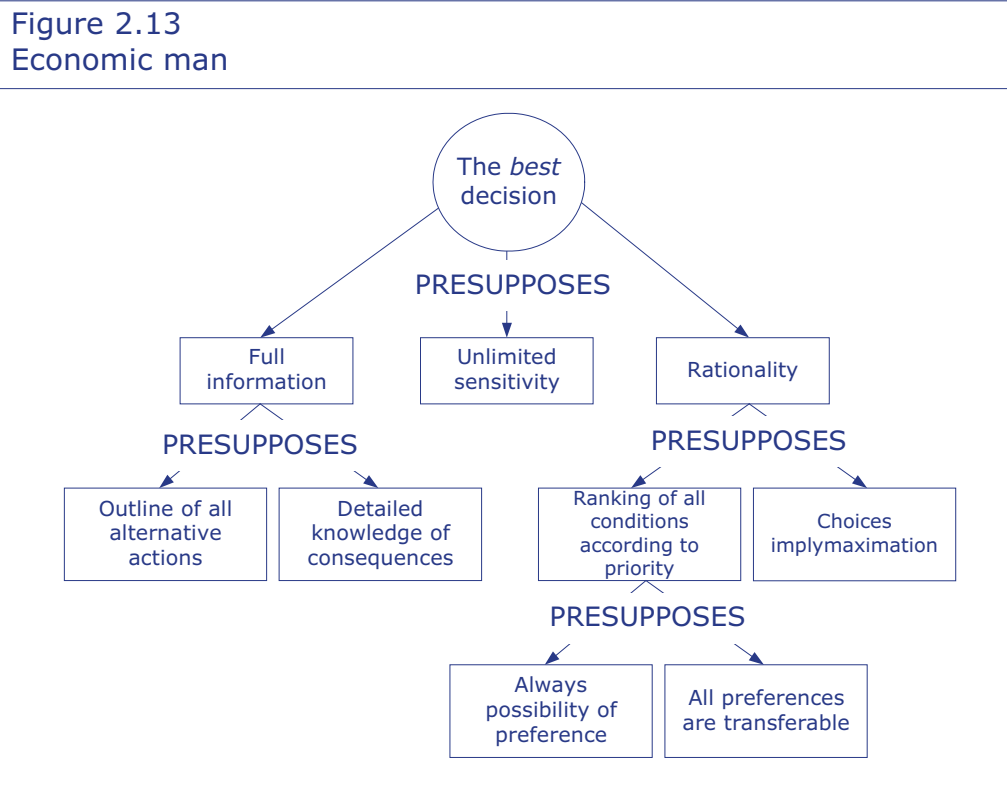 Figure 2.13
Economic man
The best
decision
PRESUPPOSES
Full
information
Unlimited
sensitivity
Rationality
PRESUPPOSES
PRESUPPOSES
Outline of all
alternative
actions
Detailed
knowledge of
consequences
Ranking of all
conditions
according to
priority
Choices
implymaximation
PRESUPPOSES
Always
possibility of
preference
All preferences
are transferable